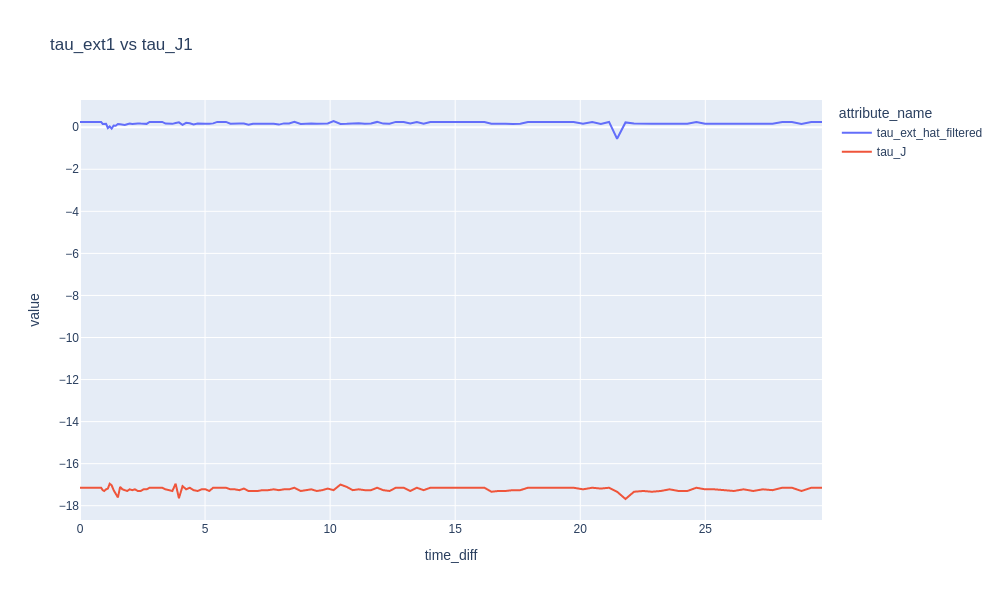 tau_ext1 vs tau_J1
attribute_name
tau_ext_hat_filtered
tau_J
value
0
−2
−4
−6
−8
−10
−12
−14
−16
−18
0 5 10 15 20 25
time_diff